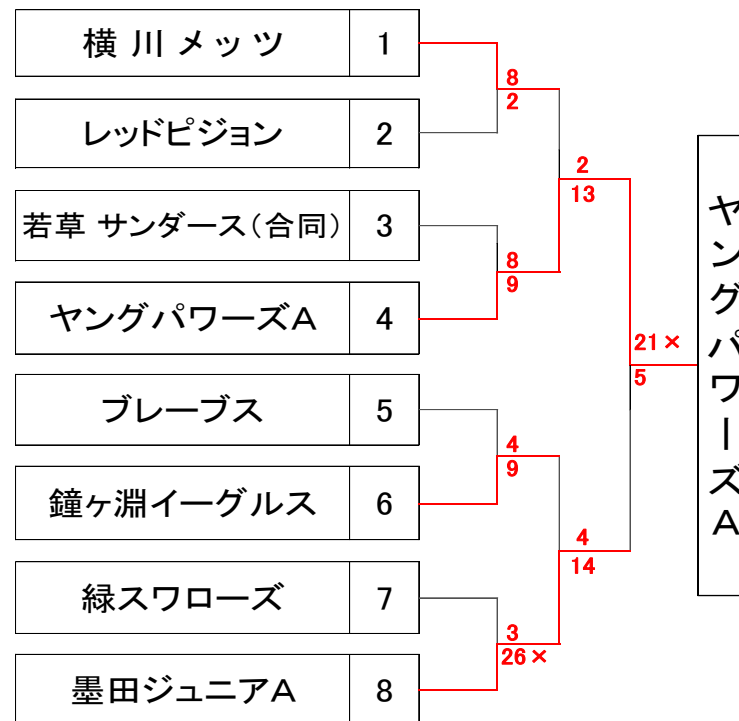 横川メッツ 1
レッドピジョン 2
若草 サンダース(合同) 3
ヤングパワーズA 4
ブレーブス 5
鐘ヶ淵イーグルス 6
緑スワローズ 7
墨田ジュニアA 8
8
2
8
9
4
9
3
26×
2
13
4
14
21×
5
ヤングパワーズA